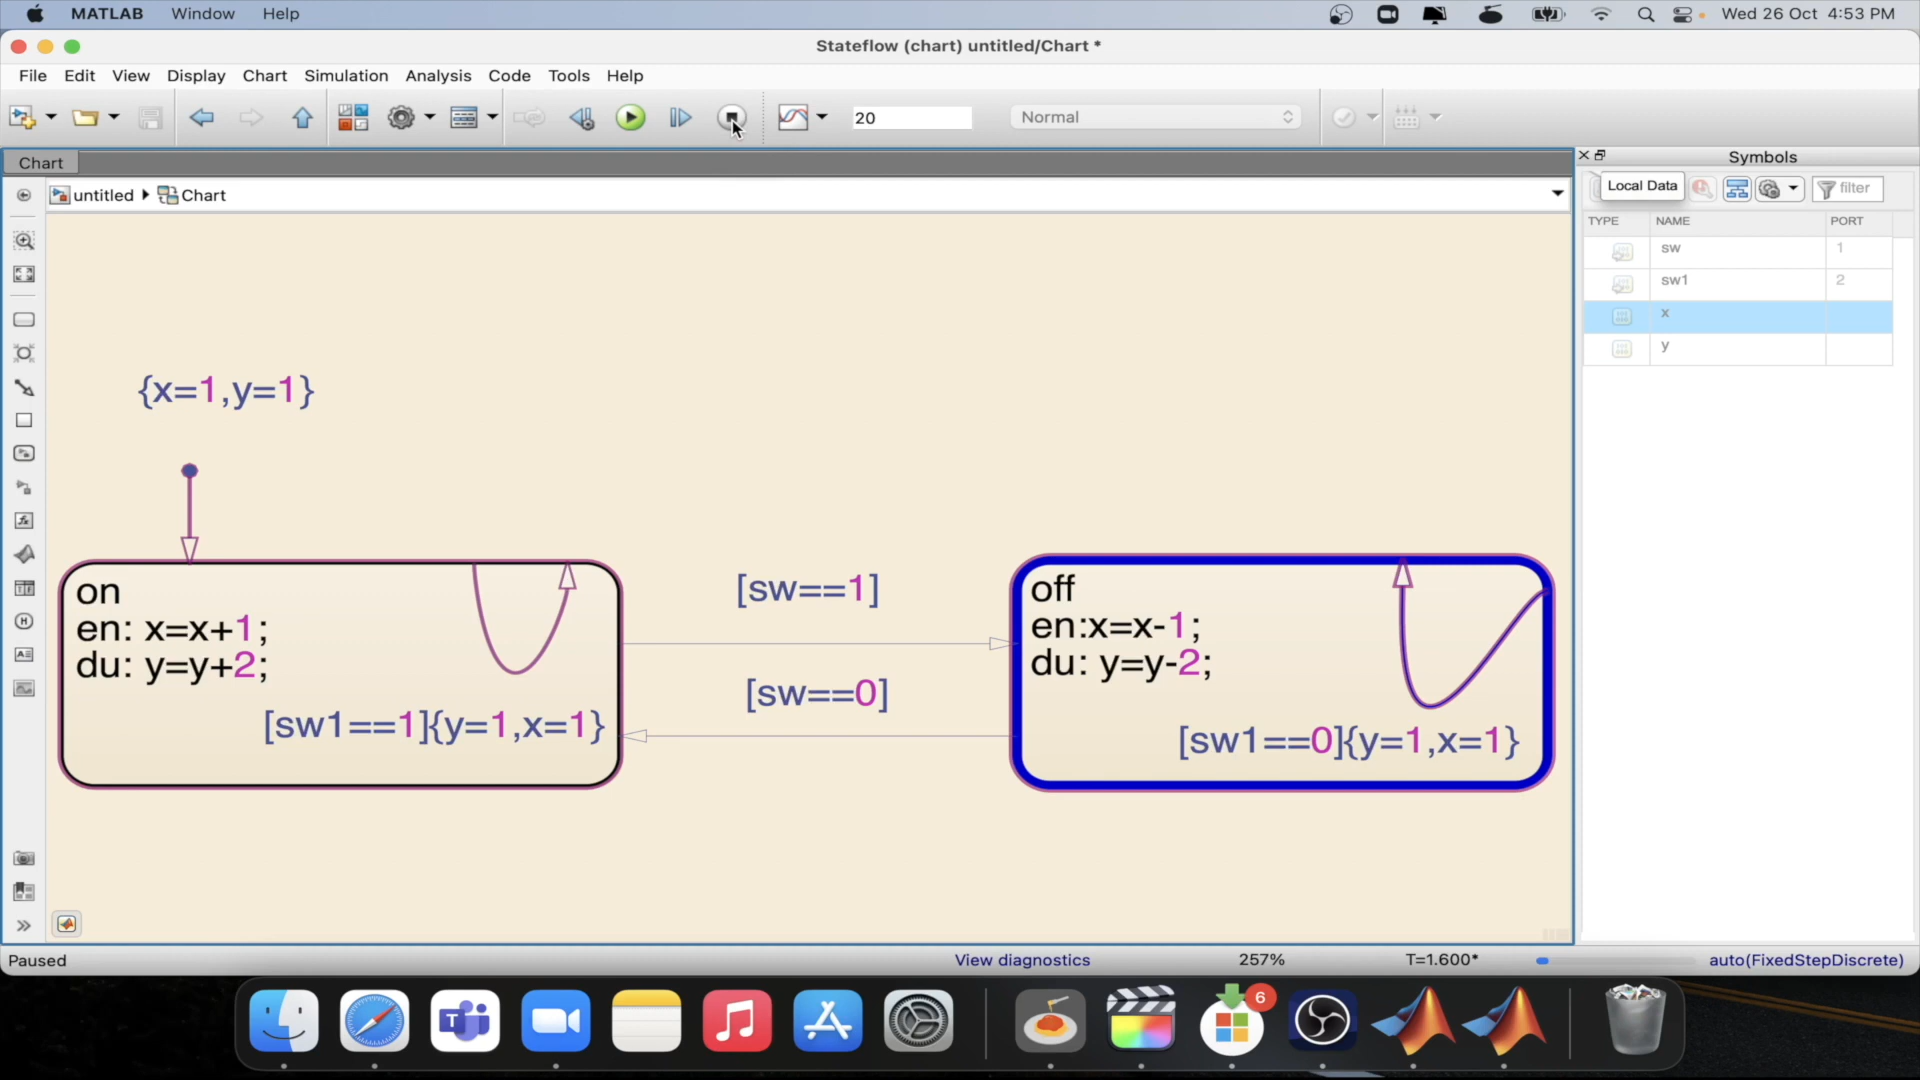 MATLAB Window Help Wed 26 Oct 4:53 PM
Stateflow (chart) untitled/Chart *
File Edit View Display Chart Simulation Analysis Code Tools Help
20 Normal
Chart
Symbols
untitled Chart
Local Data filter
TYPE NAME PORT
sw 1
sw1 2
x
y
{x=1,y=1}
on
en: x=x+1;
du: y=y+2;
[sw1==1]{y=1,x=1}
[sw==1]
[sw==0]
off
en:x=x-1;
du: y=y-2;
[sw1==0]{y=1,x=1}
Paused View diagnostics 257% T=1.600* auto(FixedStepDiscrete)
6